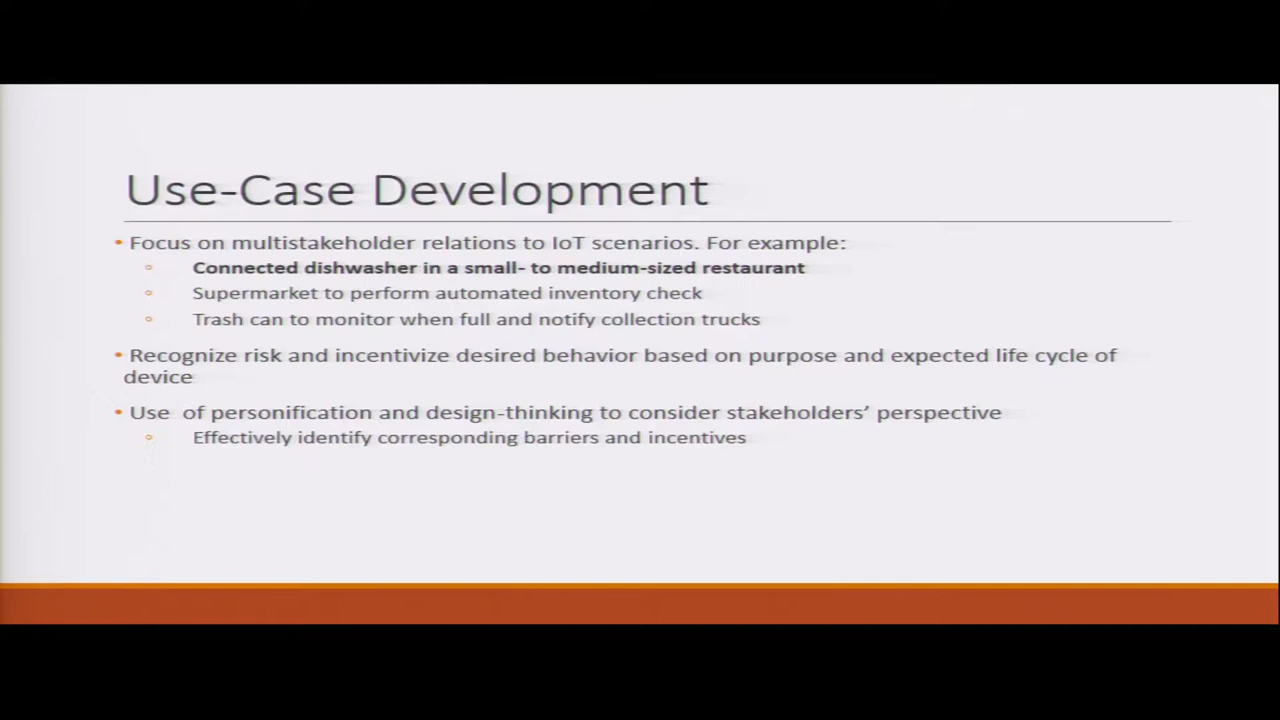 Use-Case Development
• Focus on multistakeholder relations to IoT scenarios. For example:
◦ Connected dishwasher in a small- to medium-sized restaurant
◦ Supermarket to perform automated inventory check
◦ Trash can to monitor when full and notify collection trucks
• Recognize risk and incentivize desired behavior based on purpose and expected life cycle of
device
• Use of personification and design-thinking to consider stakeholders’ perspective
◦ Effectively identify corresponding barriers and incentives